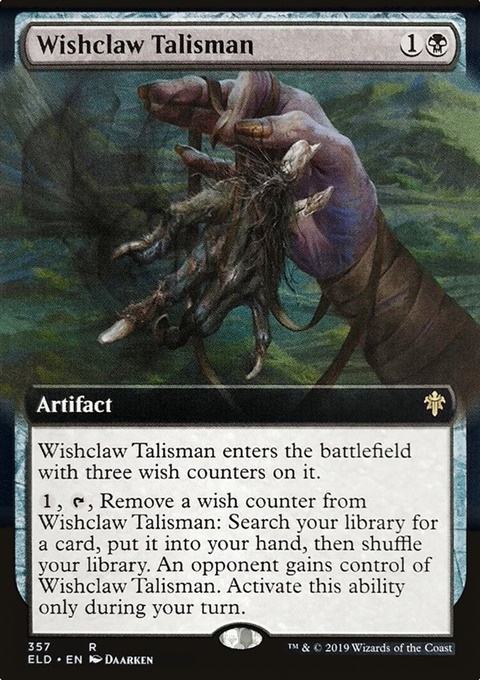 Wishclaw Talisman 1
Artifact
Wishclaw Talisman enters the battlefield
with three wish counters on it.
1, , Remove a wish counter from
Wishclaw Talisman: Search your library for
a card, put it into your hand, then shuffle
your library. An opponent gains control of
Wishclaw Talisman. Activate this ability
only during your turn.
357 R
ELD • EN Daarken
™ & © 2019 Wizards of the Coast